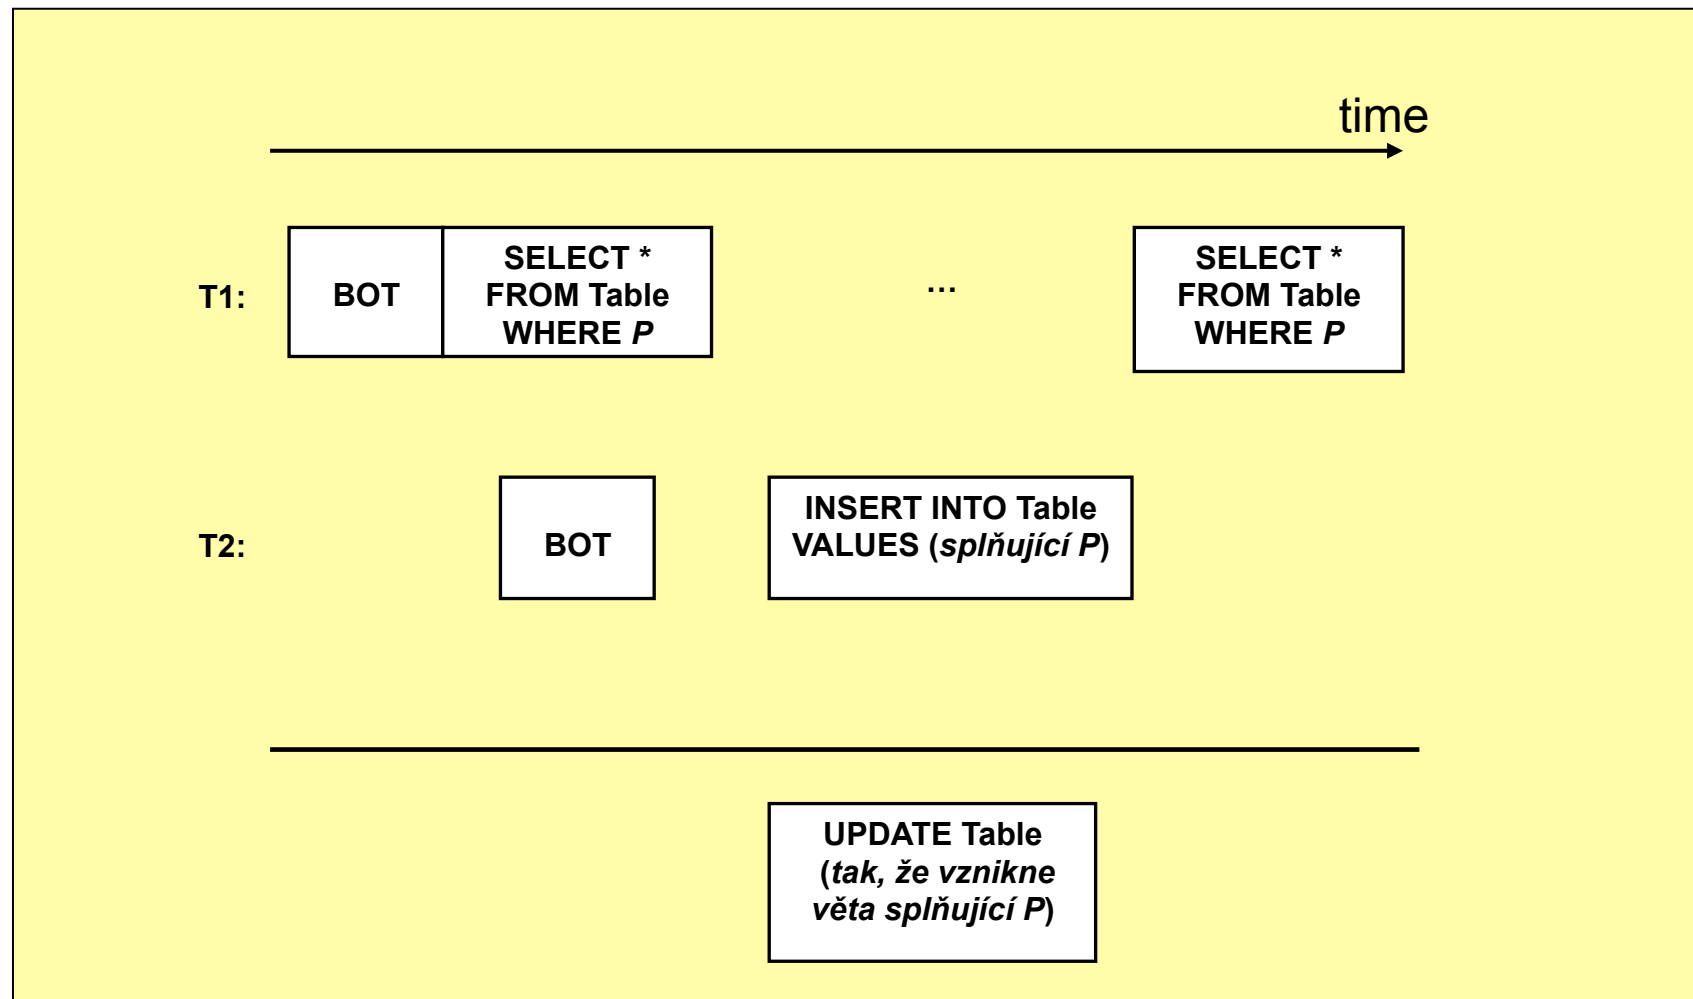 time
T1:
BOT
SELECT *
FROM Table
WHERE P
...
SELECT *
FROM Table
WHERE P
T2:
BOT
INSERT INTO Table
VALUES (splňující P)
UPDATE Table
(tak, že vznikne
věta splňující P)